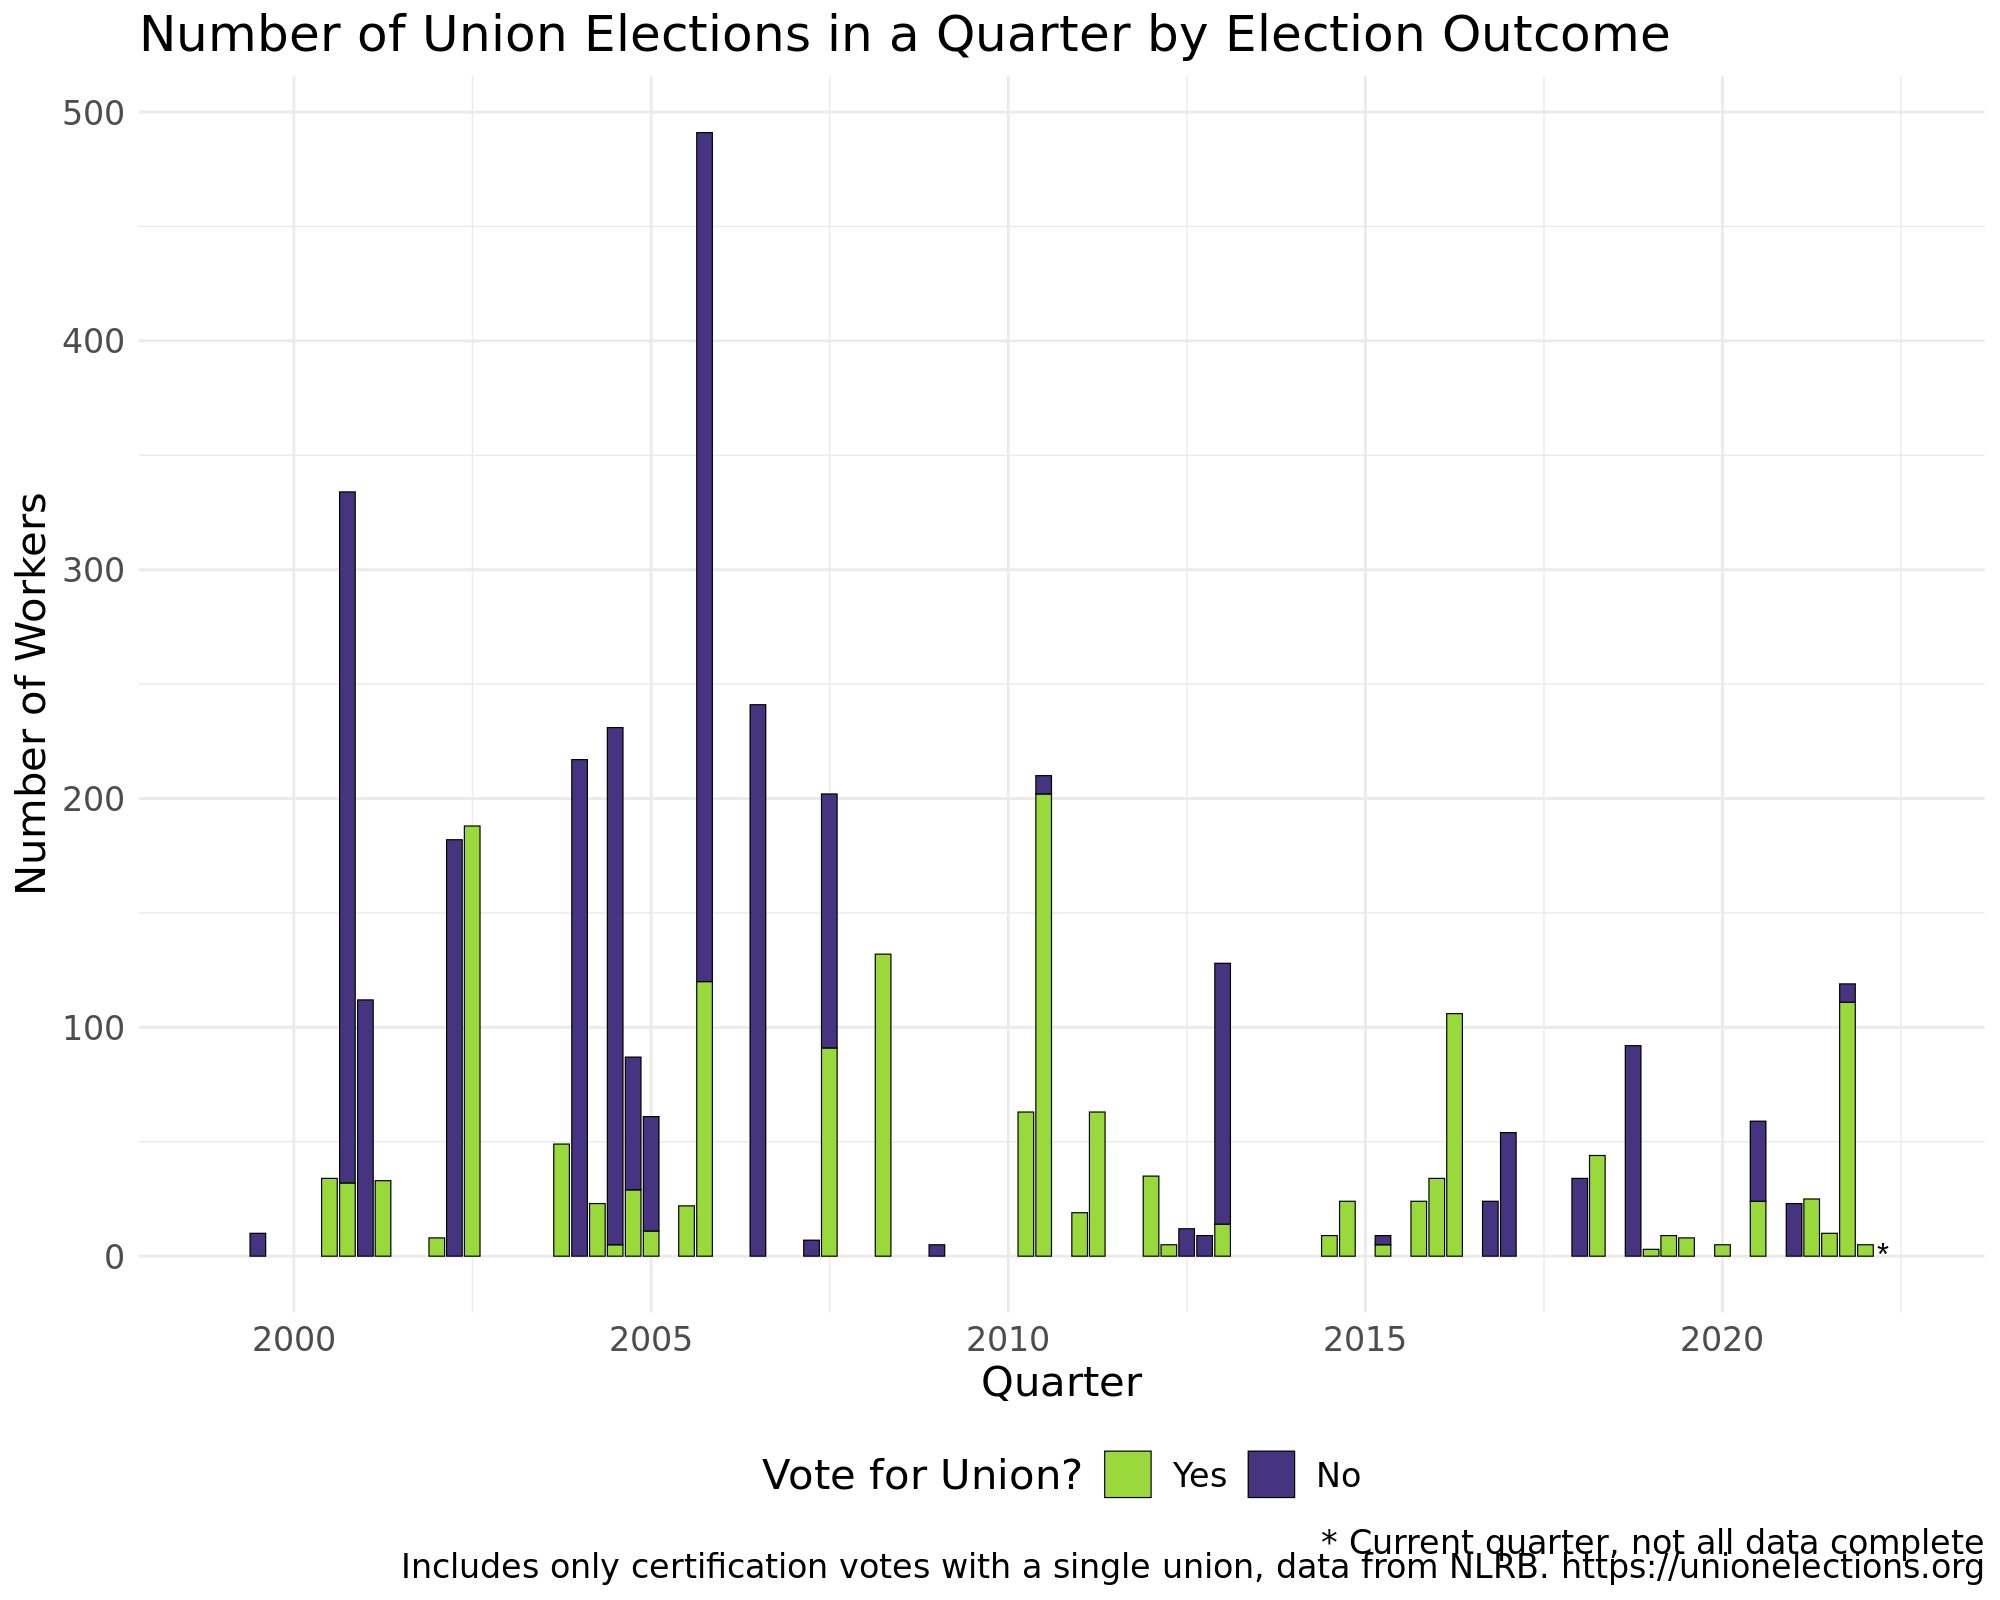 Number of Union Elections in a Quarter by Election Outcome
Number of Workers
500
400
300
200
100
0
*
2000 2005 2010 2015 2020
Quarter
Vote for Union? Yes No
* Current quarter, not all data complete
Includes only certification votes with a single union, data from NLRB. https://unionelections.org